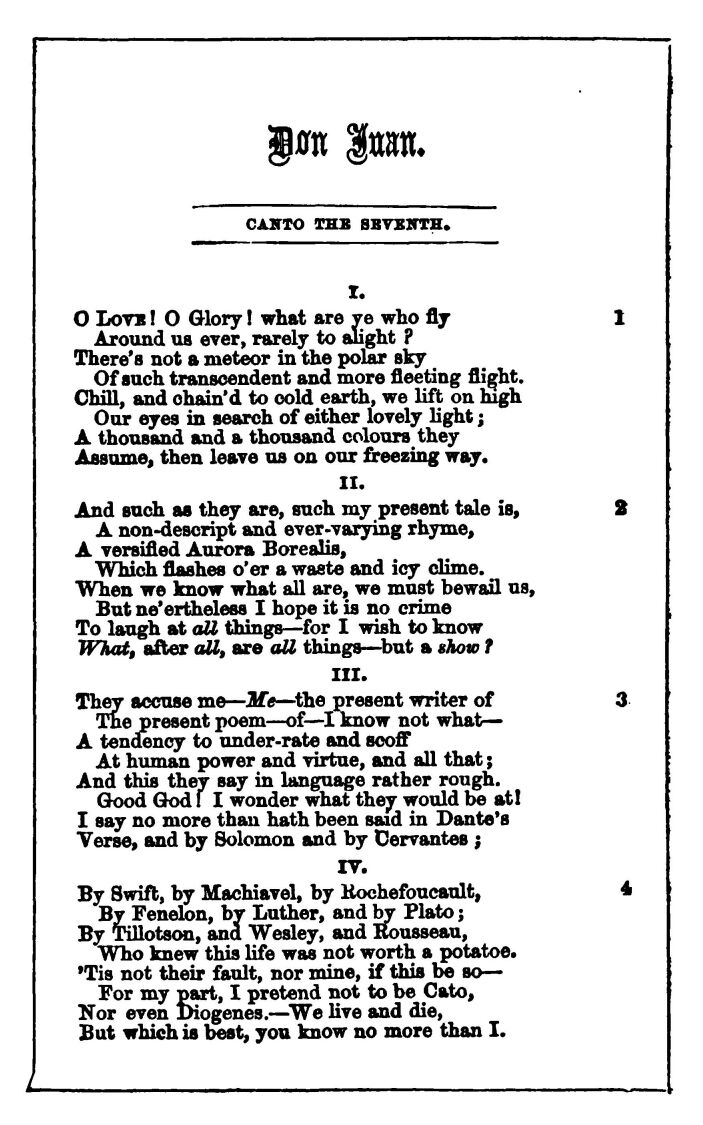 Don Juan.
CANTO THE SEVENTH.
I.
O LOVE! O Glory! what are ye who fly 1
Around us ever, rarely to alight?
There's not a meteor in the polar sky
Of such transcendent and more fleeting flight.
Chill, and chain'd to cold earth, we lift on high
Our eyes in search of either lovely light;
A thousand and a thousand colours they
Assume, then leave us on our freezing way.
II.
And such as they are, such my present tale is, 2
A non-descript and ever-varying rhyme,
A versified Aurora Borealis,
Which flashes o'er a waste and icy clime.
When we know what all are, we must bewail us,
But ne'ertheless I hope it is no crime
To laugh at all things—for I wish to know
What, after all, are all things—but a show?
III.
They accuse me—Me—the present writer of 3
The present poem—of—I know not what—
A tendency to under-rate and scoff
At human power and virtue, and all that;
And this they say in language rather rough.
Good God! I wonder what they would be at!
I say no more than hath been said in Dante's
Verse, and by Solomon and by Cervantes;
IV.
By Swift, by Machiavel, by Rochefoucault, 4
By Fenelon, by Luther, and by Plato;
By Tillotson, and Wesley, and Rousseau,
Who knew this life was not worth a potatoe.
'Tis not their fault, nor mine, if this be so—
For my part, I pretend not to be Cato,
Nor even Diogenes.—We live and die,
But which is best, you know no more than I.